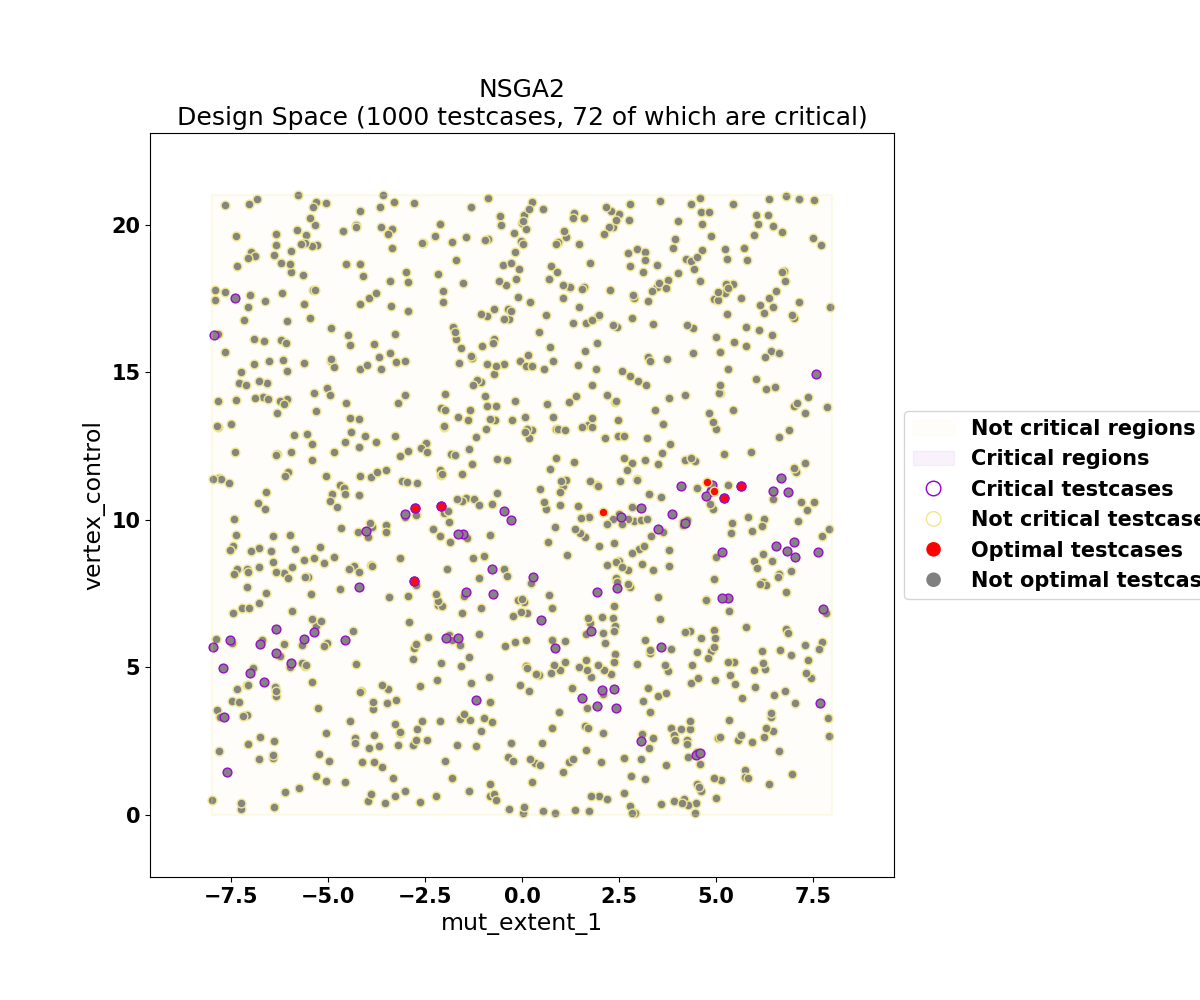 NSGA2
Design Space (1000 testcases, 72 of which are critical)
vertex_control
20
15
10
5
0
−7.5 −5.0 −2.5 0.0 2.5 5.0 7.5
mut_extent_1
Not critical regions
Critical regions
Critical testcases
Not critical testcase
Optimal testcases
Not optimal testcas